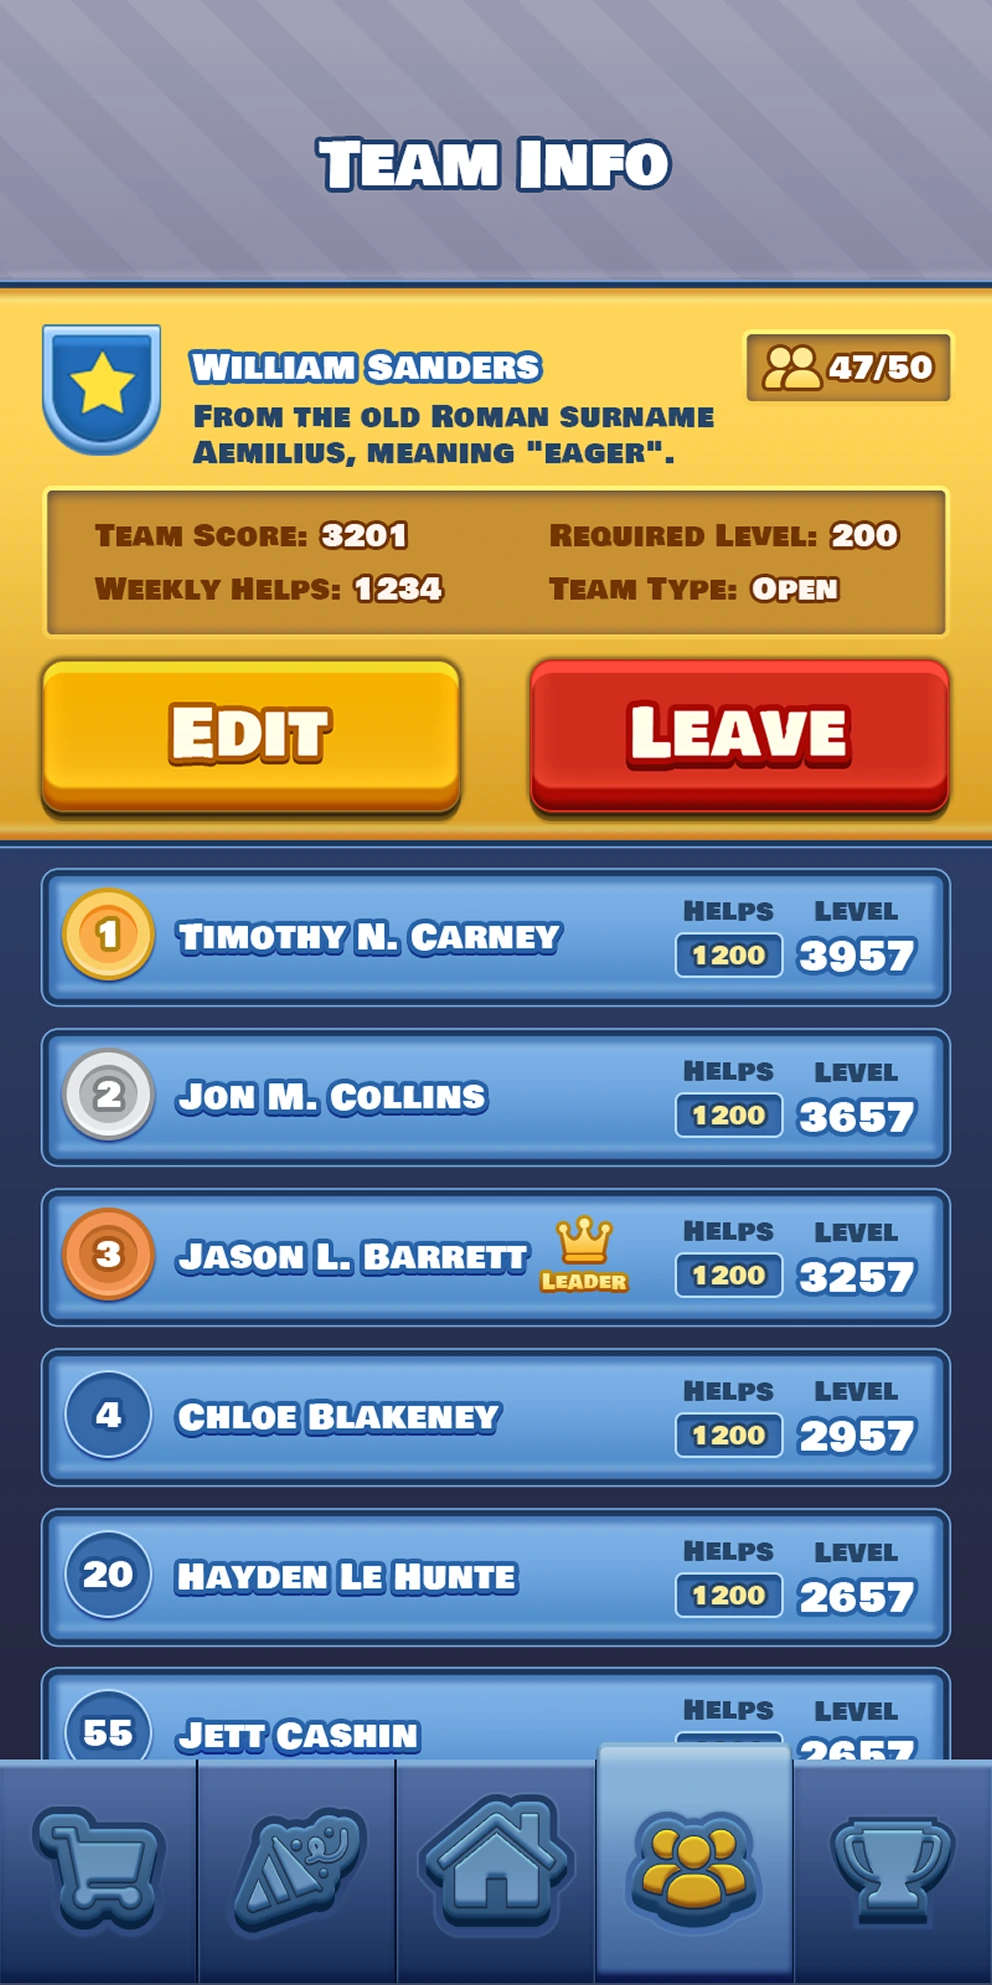 Team Info
William Sanders
47/50
From the old Roman surname
Aemilius, meaning "eager".
Team Score: 3201
Required Level: 200
Weekly Helps: 1234
Team Type: Open
Edit
Leave
1
Timothy N. Carney
Helps
1200
Level
3957
2
Jon M. Collins
Helps
1200
Level
3657
3
Jason L. Barrett
Leader
Helps
1200
Level
3257
4
Chloe Blakeney
Helps
1200
Level
2957
20
Hayden Le Hunte
Helps
1200
Level
2657
55
Jett Cashin
Helps
Level
2657